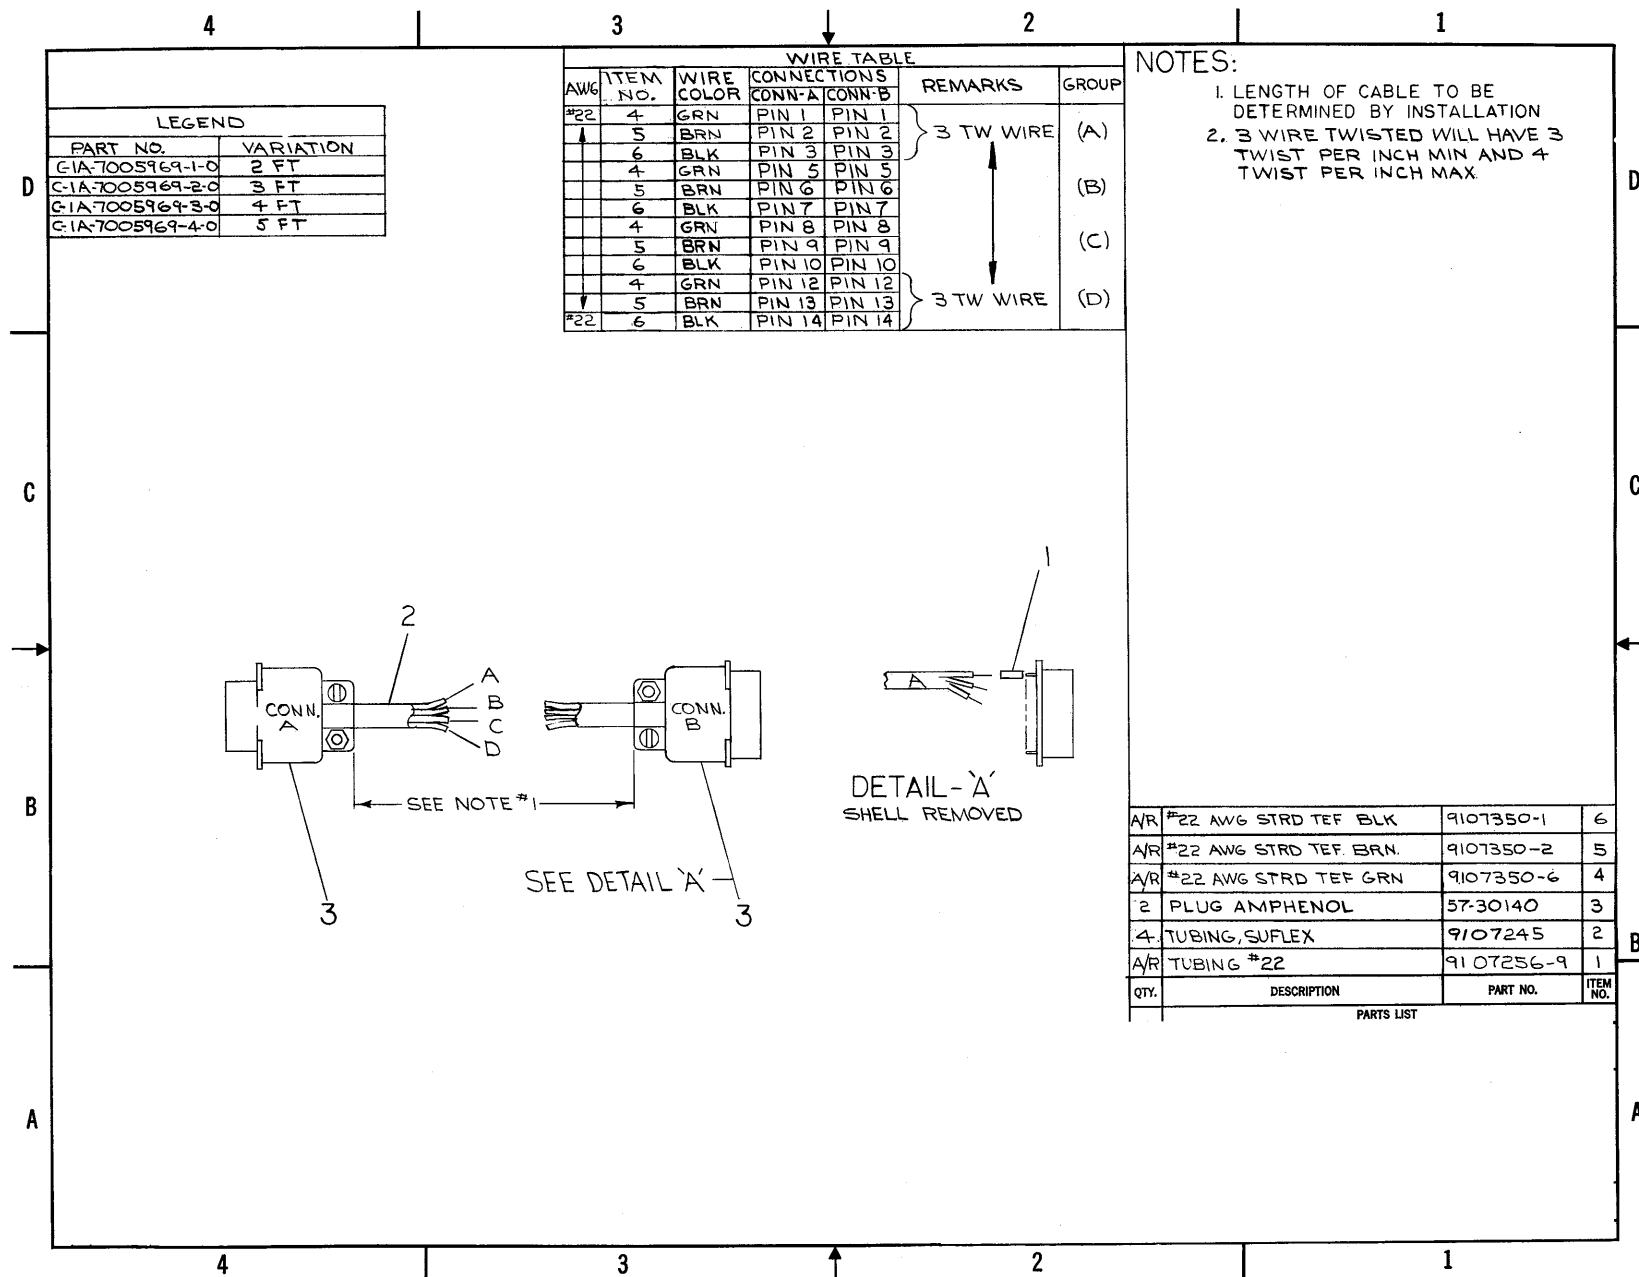 4 3 2 1
LEGEND
PART NO. VARIATION
C-IA-7005969-1-0 2 FT
C-IA-7005969-2-0 3 FT
C-IA-7005969-3-0 4 FT
C-IA-7005969-4-0 5 FT
WIRE TABLE
AWG ITEM NO. WIRE COLOR CONNECTIONS REMARKS GROUP
CONN-A CONN-B
#22 4 GRN PIN 1 PIN 1
5 BRN PIN 2 PIN 2 3 TW WIRE (A)
6 BLK PIN 3 PIN 3
4 GRN PIN 5 PIN 5
5 BRN PIN 6 PIN 6 (B)
6 BLK PIN 7 PIN 7
4 GRN PIN 8 PIN 8
5 BRN PIN 9 PIN 9 (C)
6 BLK PIN 10 PIN 10
4 GRN PIN 12 PIN 12
5 BRN PIN 13 PIN 13 3 TW WIRE (D)
#22 6 BLK PIN 14 PIN 14
NOTES:
1. LENGTH OF CABLE TO BE
DETERMINED BY INSTALLATION
2. 3 WIRE TWISTED WILL HAVE 3
TWIST PER INCH MIN AND 4
TWIST PER INCH MAX.
D D
C C
1
2
A
B
C
D
CONN.
A
CONN.
B
A
SEE NOTE #1
DETAIL-'A'
SHELL REMOVED
B
SEE DETAIL 'A'
3 3
A/R #22 AWG STRD TEF BLK 9107350-1 6
A/R #22 AWG STRD TEF. BRN. 9107350-2 5
A/R #22 AWG STRD TEF GRN 9107350-6 4
2 PLUG AMPHENOL 57-30140 3
4 TUBING, SUFLEX 9107245 2
B
A/R TUBING #22 9107256-9 1
QTY. DESCRIPTION PART NO. ITEM NO.
PARTS LIST
A A
4 3 2 1